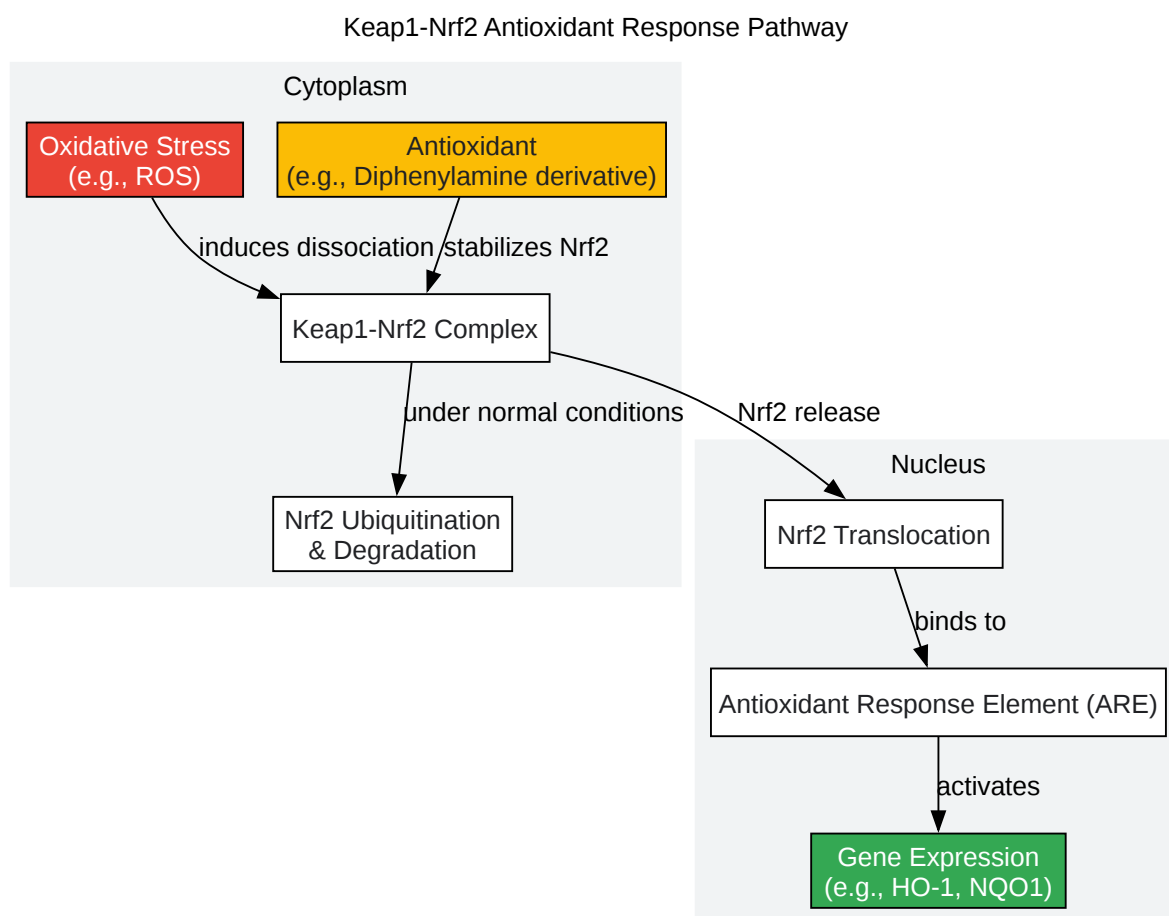 Keap1-Nrf2 Antioxidant Response Pathway
Cytoplasm
Oxidative Stress
(e.g., ROS)
Antioxidant
(e.g., Diphenylamine derivative)
induces dissociation
stabilizes Nrf2
Keap1-Nrf2 Complex
under normal conditions
Nrf2 release
Nucleus
Nrf2 Ubiquitination
& Degradation
Nrf2 Translocation
binds to
Antioxidant Response Element (ARE)
activates
Gene Expression
(e.g., HO-1, NQO1)